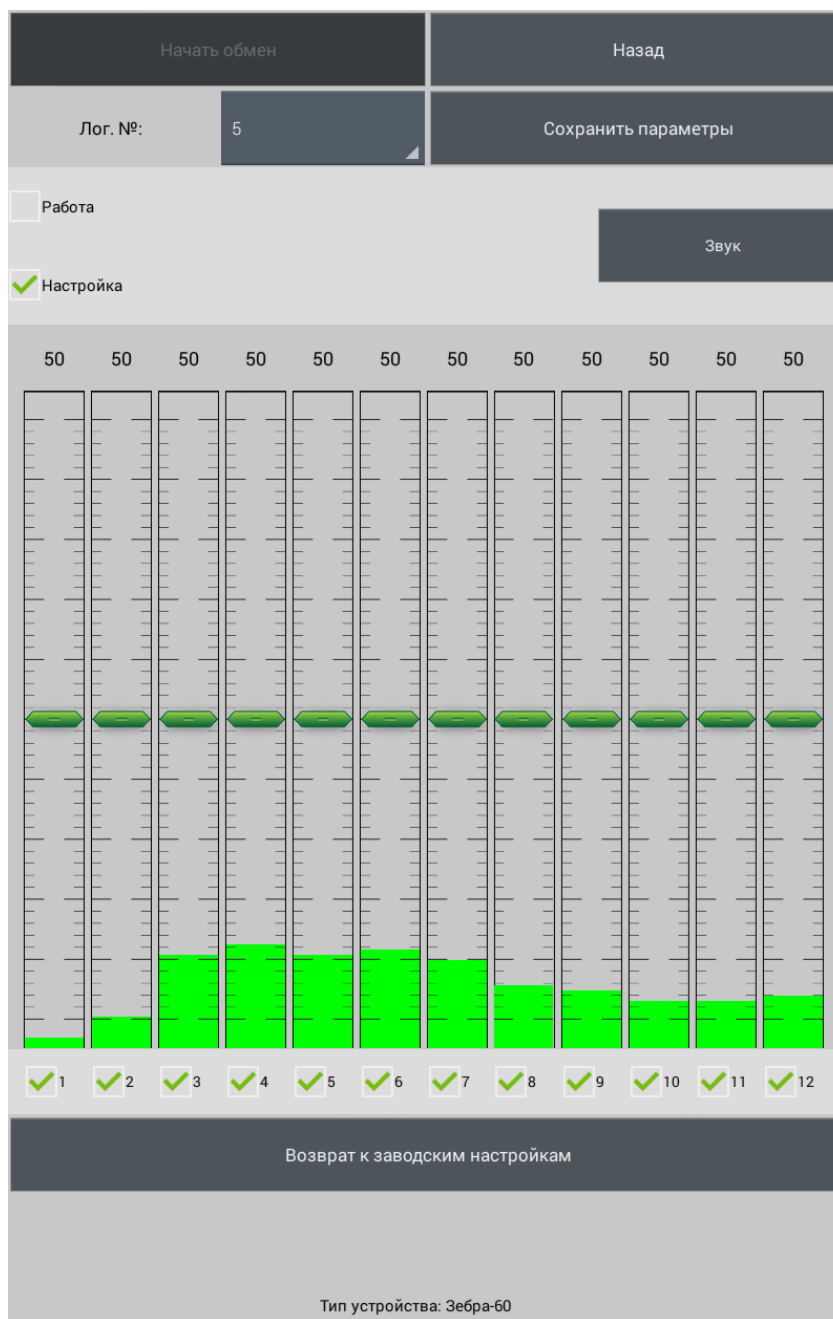 Начать обмен Назад
Лог. №: 5 Сохранить параметры
Работа
Звук
Настройка
50 50 50 50 50 50 50 50 50 50 50 50
1 2 3 4 5 6 7 8 9 10 11 12
Возврат к заводским настройкам
Тип устройства: Зебра-60